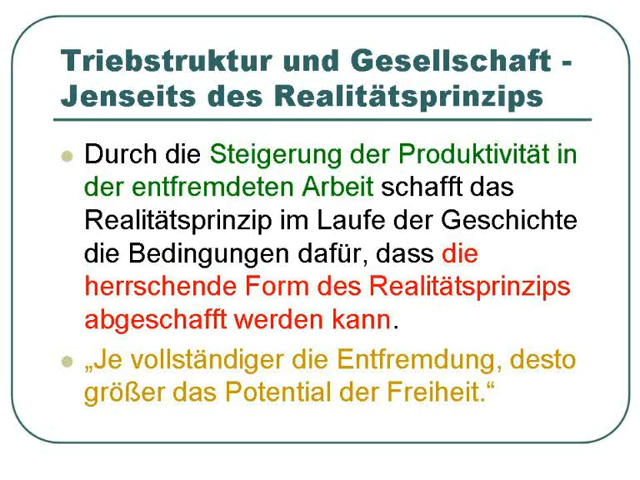 Triebstruktur und Gesellschaft -
Jenseits des Realitätsprinzips
Durch die Steigerung der Produktivität in
der entfremdeten Arbeit schafft das
Realitätsprinzip im Laufe der Geschichte
die Bedingungen dafür, dass die
herrschende Form des Realitätsprinzips
abgeschafft werden kann.
„Je vollständiger die Entfremdung, desto
größer das Potential der Freiheit.“